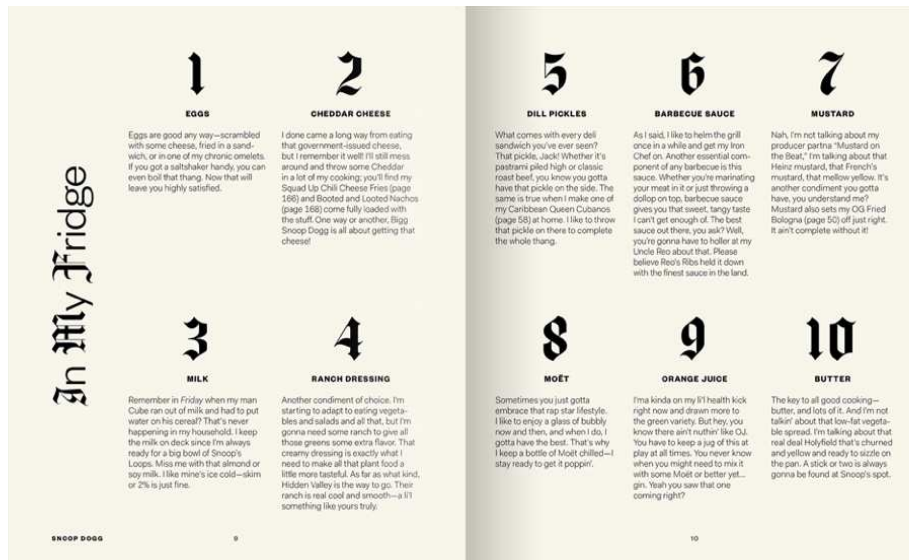 In My Fridge
1
EGGS
Eggs are good any way—scrambled
with some cheese, fried in a sand-
wich, or in one of my chronic omelets.
If you got a saltshaker handy, you can
even boil that thang. Now that will
leave you highly satisfied.
2
CHEDDAR CHEESE
I done came a long way from eating
that government-issued cheese,
but I remember it well! I'll still mess
around and throw some Cheddar
in a lot of my cooking; you'll find my
Squad Up Chili Cheese Fries (page
166) and Booted and Looted Nachos
(page 168) come fully loaded with
the stuff. One way or another, Bigg
Snoop Dogg is all about getting that
cheese!
3
MILK
Remember in Friday when my man
Cube ran out of milk and had to put
water on his cereal? That's never
happening in my household. I keep
the milk on deck since I'm always
ready for a big bowl of Snoop's
Loops. Miss me with that almond or
soy milk. I like mine's ice cold—skim
or 2% is just fine.
4
RANCH DRESSING
Another condiment of choice. I'm
starting to adapt to eating vegeta-
bles and salads and all that, but I'm
gonna need some ranch to give all
those greens some extra flavor. That
creamy dressing is exactly what I
need to make all that plant food a
little more tasteful. As far as what kind,
Hidden Valley is the way to go. Their
ranch is real cool and smooth—a li'l
something like yours truly.
SNOOP DOGG
9
5
DILL PICKLES
What comes with every deli
sandwich you've ever seen?
That pickle, Jack! Whether it's
pastrami piled high or classic
roast beef, you know you gotta
have that pickle on the side. The
same is true when I make one of
my Caribbean Queen Cubanos
(page 58) at home. I like to throw
that pickle on there to complete
the whole thang.
6
BARBECUE SAUCE
As I said, I like to helm the grill
once in a while and get my Iron
Chef on. Another essential com-
ponent of any barbecue is this
sauce. Whether you're marinating
your meat in it or just throwing a
dollop on top, barbecue sauce
gives you that sweet, tangy taste
I can't get enough of. The best
sauce out there, you ask? Well,
you're gonna have to holler at my
Uncle Reo about that. Please
believe Reo's Ribs held it down
with the finest sauce in the land.
7
MUSTARD
Nah, I'm not talking about my
producer partna "Mustard on
the Beat," I'm talking about that
Heinz mustard, that French's
mustard, that mellow yellow. It's
another condiment you gotta
have, you understand me?
Mustard also sets my OG Fried
Bologna (page 50) off just right.
It ain't complete without it!
8
MOËT
Sometimes you just gotta
embrace that rap star lifestyle.
I like to enjoy a glass of bubbly
now and then, and when I do, I
gotta have the best. That's why
I keep a bottle of Moët chilled—I
stay ready to get it poppin'.
9
ORANGE JUICE
I'ma kinda on my li'l health kick
right now and drawn more to
the green variety. But hey, you
know there ain't nuthin' like OJ.
You have to keep a jug of this at
play at all times. You never know
when you might need to mix it
with some Moët or better yet...
gin. Yeah you saw that one
coming right?
10
BUTTER
The key to all good cooking—
butter, and lots of it. And I'm not
talkin' about that low-fat vegeta-
ble spread. I'm talking about that
real deal Holyfield that's churned
and yellow and ready to sizzle on
the pan. A stick or two is always
gonna be found at Snoop's spot.
10